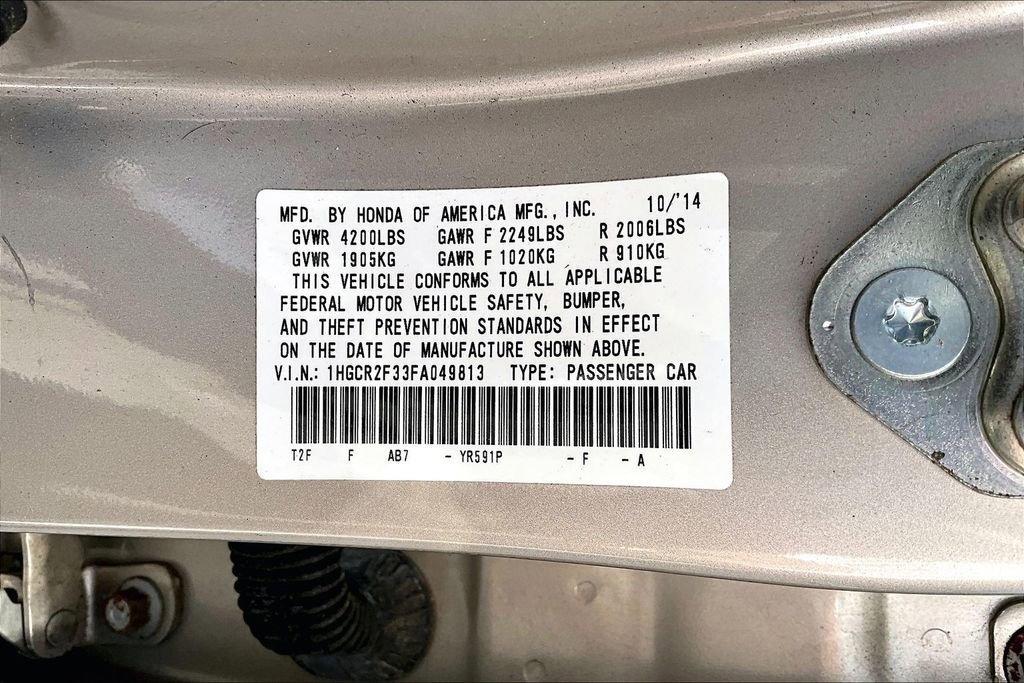 MFD. BY HONDA OF AMERICA MFG., INC. 10/'14
GVWR 4200LBS GAWR F 2249LBS R 2006LBS
GVWR 1905KG GAWR F 1020KG R 910KG
THIS VEHICLE CONFORMS TO ALL APPLICABLE
FEDERAL MOTOR VEHICLE SAFETY, BUMPER,
AND THEFT PREVENTION STANDARDS IN EFFECT
ON THE DATE OF MANUFACTURE SHOWN ABOVE.
V.I.N.: 1HGCR2F33FA049813 TYPE: PASSENGER CAR
T2F F AB7 - YR591P - F - A